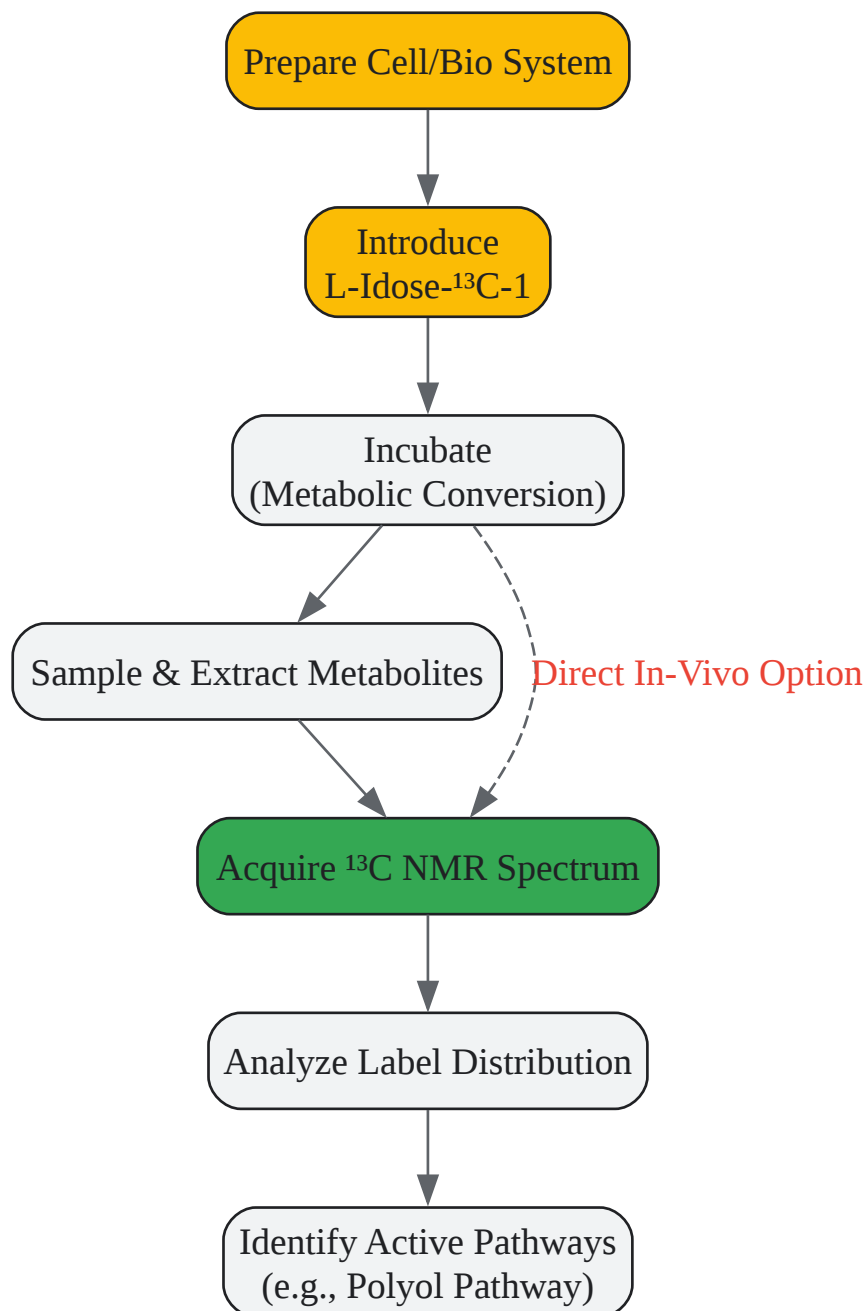 Prepare Cell/Bio System
Introduce
L-Idose-¹³C-1
Incubate
(Metabolic Conversion)
Sample & Extract Metabolites
Direct In-Vivo Option
Acquire ¹³C NMR Spectrum
Analyze Label Distribution
Identify Active Pathways
(e.g., Polyol Pathway)